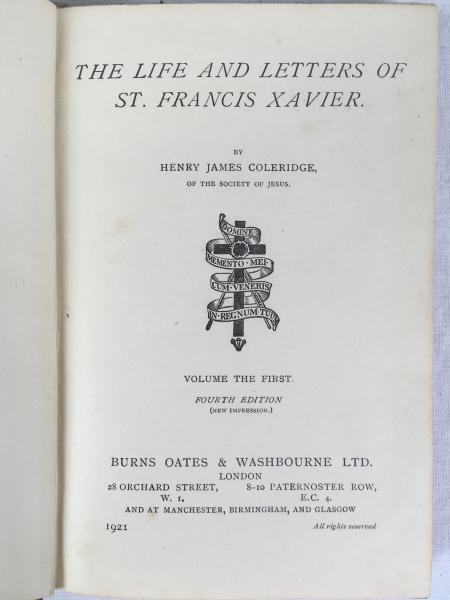 THE LIFE AND LETTERS OF
ST. FRANCIS XAVIER.
BY
HENRY JAMES COLERIDGE,
OF THE SOCIETY OF JESUS.
DOMINE
MEMENTO·MEI
CUM·VENERIS
IN·REGNUM·TUUM
VOLUME THE FIRST.
FOURTH EDITION
(NEW IMPRESSION.)
BURNS OATES & WASHBOURNE LTD.
LONDON
28 ORCHARD STREET, 8-10 PATERNOSTER ROW,
W. 1. E.C. 4.
AND AT MANCHESTER, BIRMINGHAM, AND GLASGOW
1921 All rights reserved